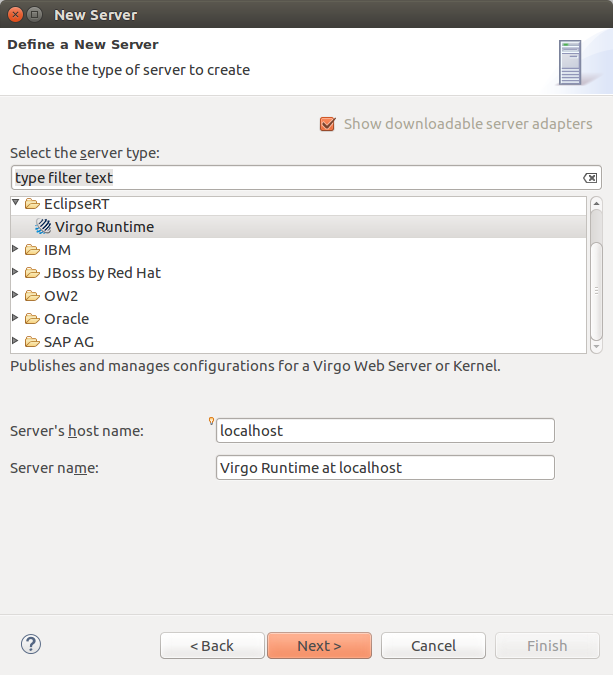 New Server
Define a New Server
Choose the type of server to create
Show downloadable server adapters
Select the server type:
type filter text
EclipseRT
Virgo Runtime
IBM
JBoss by Red Hat
OW2
Oracle
SAP AG
Publishes and manages configurations for a Virgo Web Server or Kernel.
Server's host name: localhost
Server name: Virgo Runtime at localhost
? < Back Next > Cancel Finish